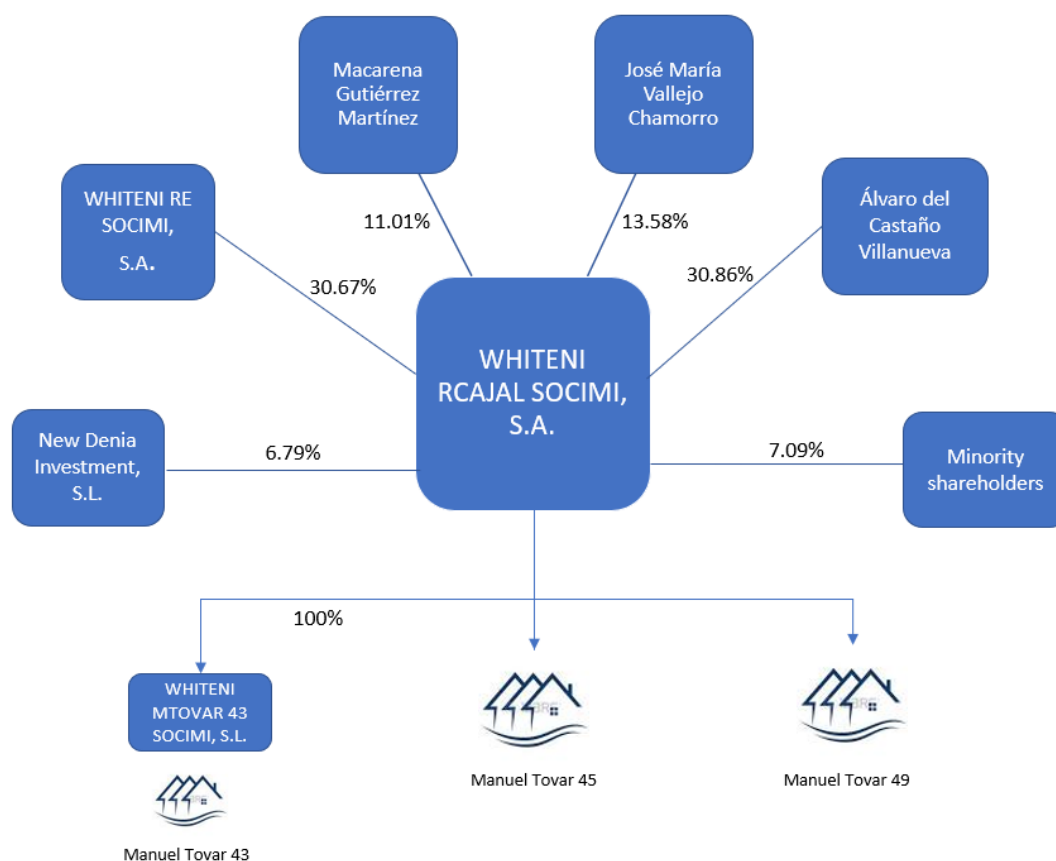 Macarena
Gutiérrez
Martínez
José María
Vallejo
Chamorro
WHITENI RE
SOCIMI,
S.A.
Álvaro del
Castaño
Villanueva
11.01%
13.58%
30.67%
30.86%
WHITENI
RCAJAL SOCIMI,
S.A.
New Denia
Investment,
S.L.
6.79%
7.09%
Minority
shareholders
100%
WHITENI
MTOVAR 43
SOCIMI, S.L.
Manuel Tovar 45
Manuel Tovar 49
Manuel Tovar 43